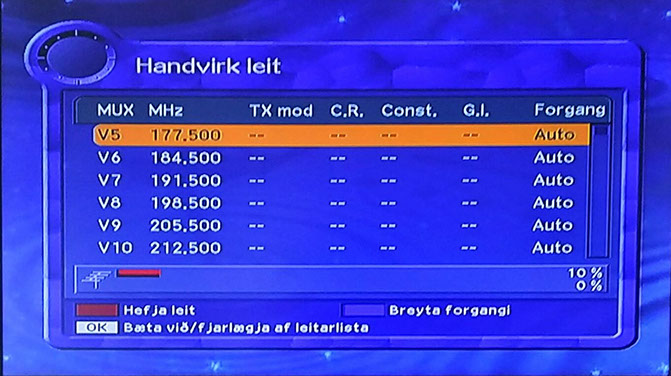 Handvirk leit
MUX MHz TX mod C.R. Const. G.I. Forgang
V5 177.500 -- -- -- -- Auto
V6 184.500 -- -- -- -- Auto
V7 191.500 -- -- -- -- Auto
V8 198.500 -- -- -- -- Auto
V9 205.500 -- -- -- -- Auto
V10 212.500 -- -- -- -- Auto
10 %
0 %
Hefja leit Breyta forgangi
OK Bæta við/fjarlægja af leitarlista